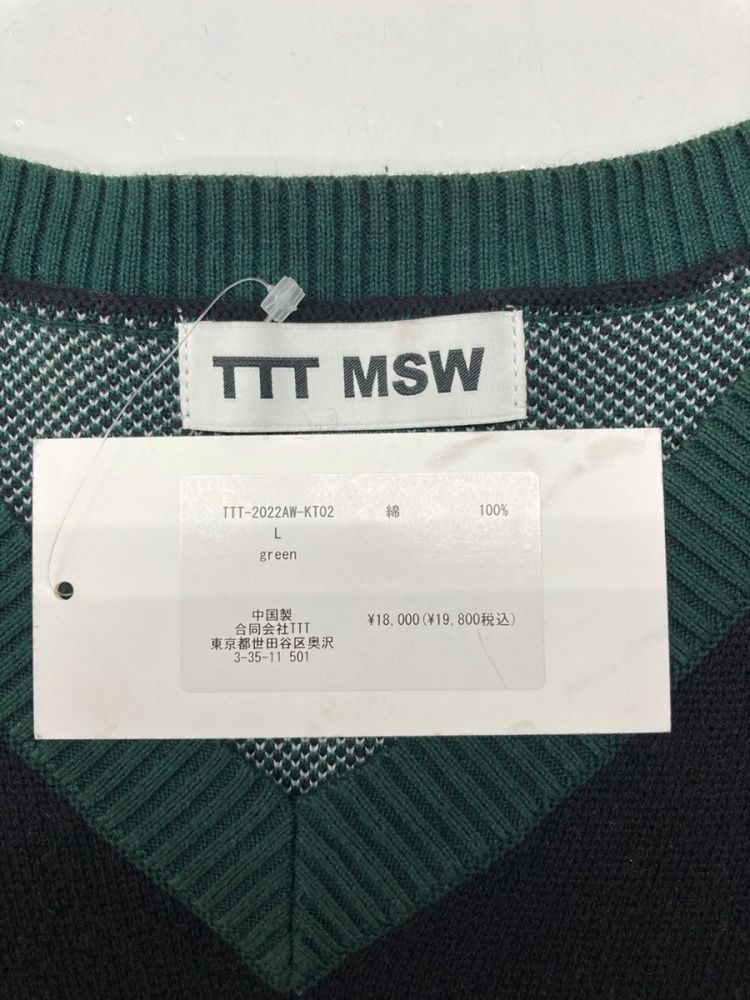 TTT MSW
TTT-2022AW-KT02 綿 100%
L
green
中国製
合同会社TTT
東京都世田谷区奥沢
3-35-11 501
¥18,000(¥19,800税込)